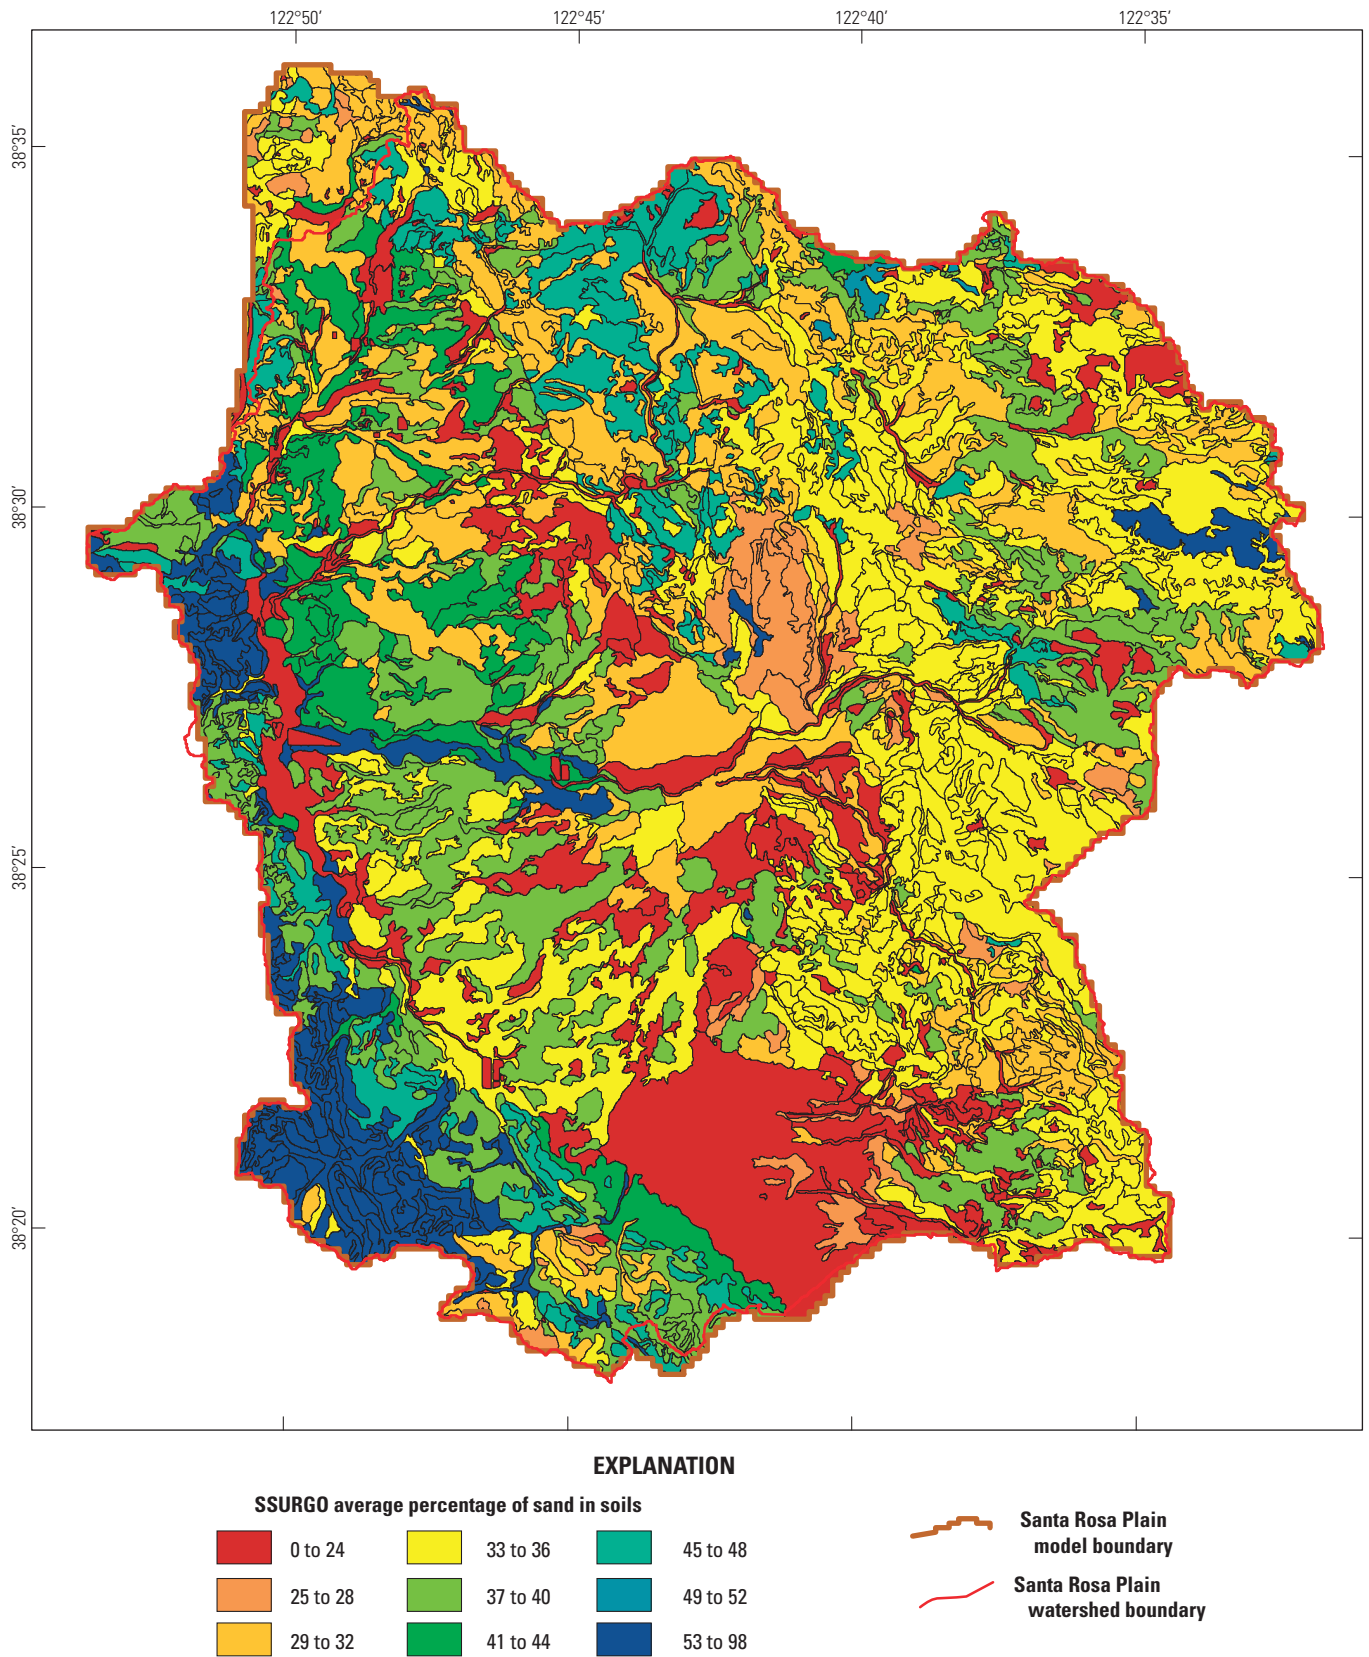 122°50′ 122°45′ 122°40′ 122°35′
38°35′
38°30′
38°25′
38°20′
EXPLANATION
SSURGO average percentage of sand in soils
0 to 24
25 to 28
29 to 32
33 to 36
37 to 40
41 to 44
45 to 48
49 to 52
53 to 98
Santa Rosa Plain
model boundary
Santa Rosa Plain
watershed boundary